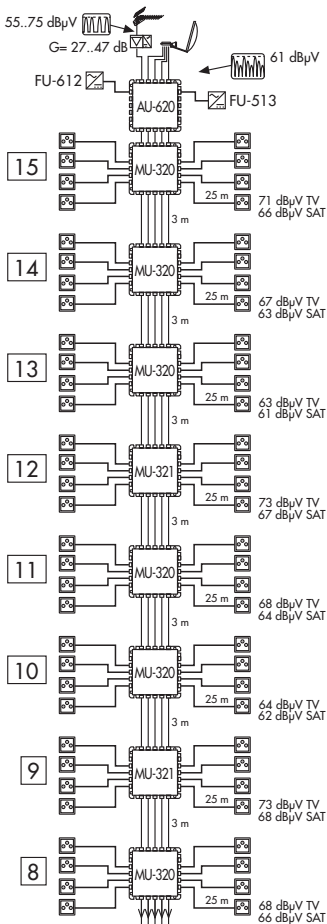 55..75 dBµV
G= 27..47 dB
61 dBµV
FU-612
AU-620
FU-513
15
MU-320
25 m
71 dBµV TV
66 dBµV SAT
3 m
14
MU-320
25 m
67 dBµV TV
63 dBµV SAT
3 m
13
MU-320
25 m
63 dBµV TV
61 dBµV SAT
3 m
12
MU-321
25 m
73 dBµV TV
67 dBµV SAT
3 m
11
MU-320
25 m
68 dBµV TV
64 dBµV SAT
3 m
10
MU-320
25 m
64 dBµV TV
62 dBµV SAT
3 m
9
MU-321
25 m
73 dBµV TV
68 dBµV SAT
3 m
8
MU-320
25 m
68 dBµV TV
66 dBµV SAT